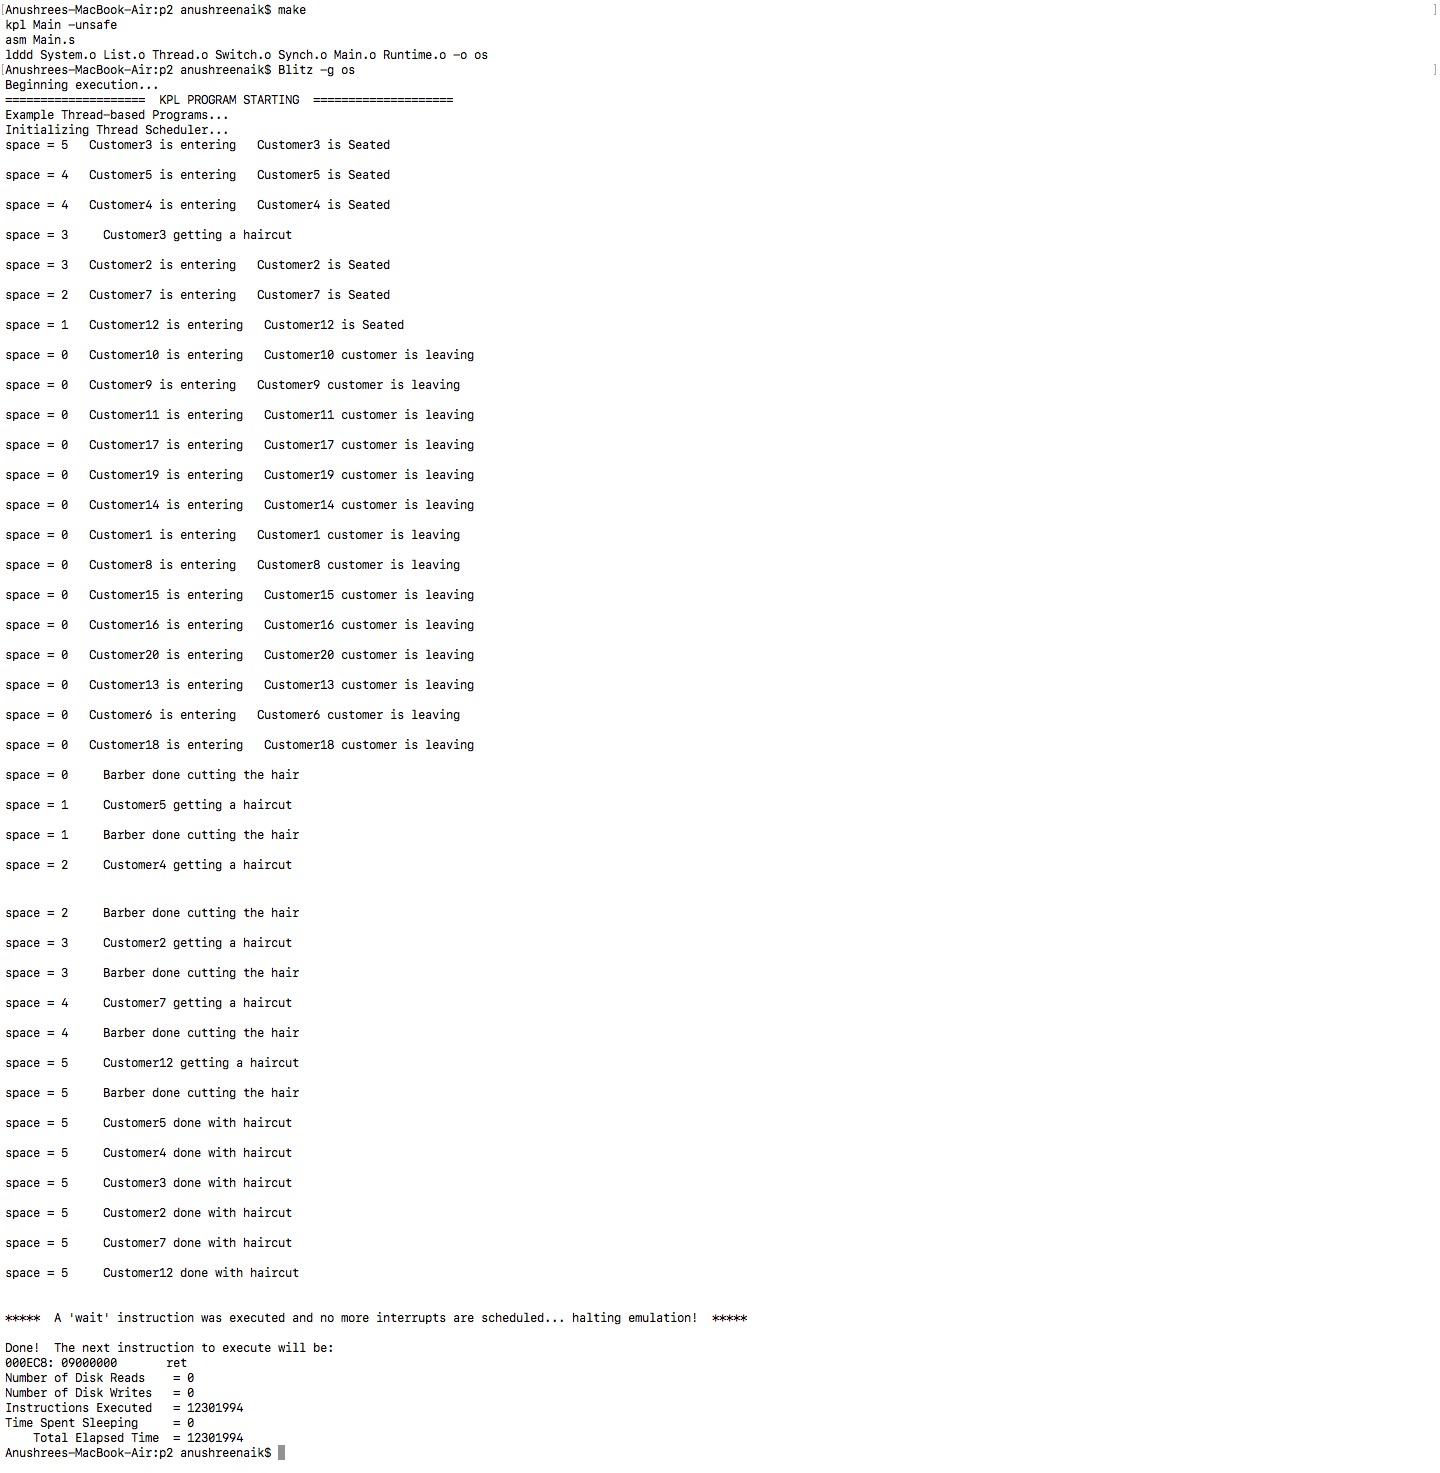 [Anushrees-MacBook-Air:p2 anushreenaik$ make ]
kpl Main -unsafe
asm Main.s
lddd System.o List.o Thread.o Switch.o Synch.o Main.o Runtime.o -o os
[Anushrees-MacBook-Air:p2 anushreenaik$ Blitz -g os ]
Beginning execution...
==================== KPL PROGRAM STARTING ====================
Example Thread-based Programs...
Initializing Thread Scheduler...
space = 5 Customer3 is entering Customer3 is Seated
space = 4 Customer5 is entering Customer5 is Seated
space = 4 Customer4 is entering Customer4 is Seated
space = 3 Customer3 getting a haircut
space = 3 Customer2 is entering Customer2 is Seated
space = 2 Customer7 is entering Customer7 is Seated
space = 1 Customer12 is entering Customer12 is Seated
space = 0 Customer10 is entering Customer10 customer is leaving
space = 0 Customer9 is entering Customer9 customer is leaving
space = 0 Customer11 is entering Customer11 customer is leaving
space = 0 Customer17 is entering Customer17 customer is leaving
space = 0 Customer19 is entering Customer19 customer is leaving
space = 0 Customer14 is entering Customer14 customer is leaving
space = 0 Customer1 is entering Customer1 customer is leaving
space = 0 Customer8 is entering Customer8 customer is leaving
space = 0 Customer15 is entering Customer15 customer is leaving
space = 0 Customer16 is entering Customer16 customer is leaving
space = 0 Customer20 is entering Customer20 customer is leaving
space = 0 Customer13 is entering Customer13 customer is leaving
space = 0 Customer6 is entering Customer6 customer is leaving
space = 0 Customer18 is entering Customer18 customer is leaving
space = 0 Barber done cutting the hair
space = 1 Customer5 getting a haircut
space = 1 Barber done cutting the hair
space = 2 Customer4 getting a haircut
space = 2 Barber done cutting the hair
space = 3 Customer2 getting a haircut
space = 3 Barber done cutting the hair
space = 4 Customer7 getting a haircut
space = 4 Barber done cutting the hair
space = 5 Customer12 getting a haircut
space = 5 Barber done cutting the hair
space = 5 Customer5 done with haircut
space = 5 Customer4 done with haircut
space = 5 Customer3 done with haircut
space = 5 Customer2 done with haircut
space = 5 Customer7 done with haircut
space = 5 Customer12 done with haircut
***** A 'wait' instruction was executed and no more interrupts are scheduled... halting emulation! *****
Done! The next instruction to execute will be:
000EC8: 09000000 ret
Number of Disk Reads = 0
Number of Disk Writes = 0
Instructions Executed = 12301994
Time Spent Sleeping = 0
Total Elapsed Time = 12301994
Anushrees-MacBook-Air:p2 anushreenaik$